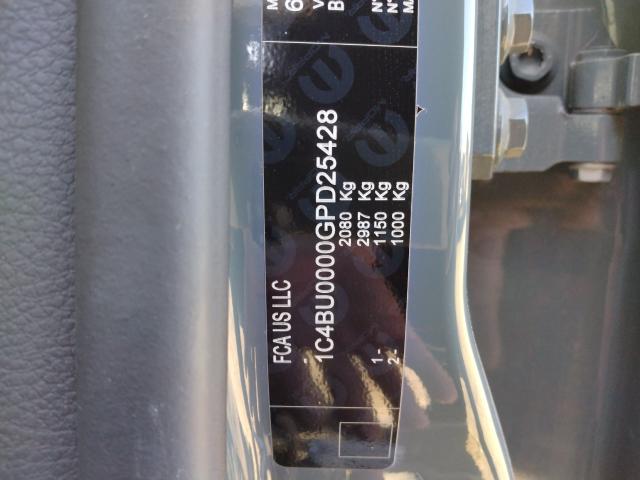 FCA US LLC
1C4BU0000GPD25428
2080 Kg
2987 Kg
1 - 1150 Kg
2 - 1000 Kg